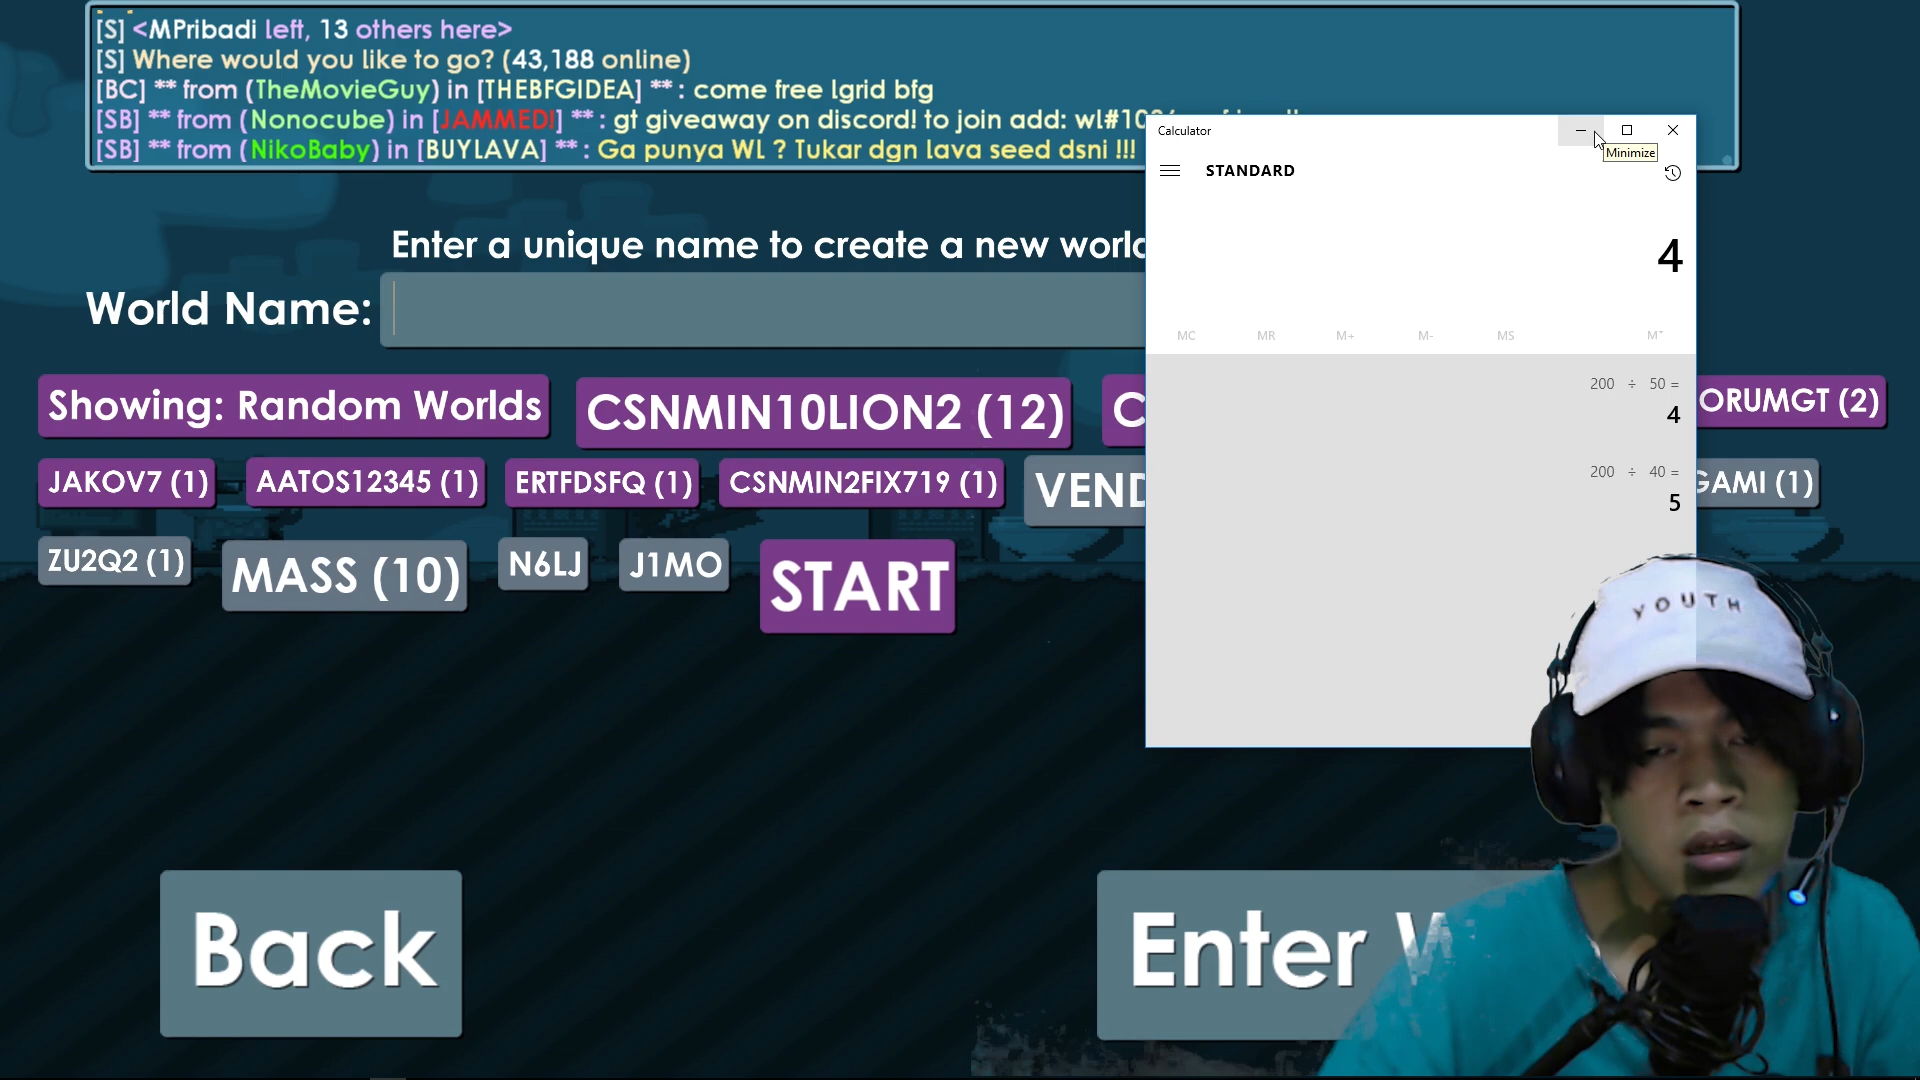 [S] <MPribadi left, 13 others here>
[S] Where would you like to go? (43,188 online)
[BC] ** from (TheMovieGuy) in [THEBFGIDEA] ** : come free lgrid bfg
[SB] ** from (Nonocube) in [JAMMED!] ** : gt giveaway on discord! to join add:
[SB] ** from (NikoBaby) in [BUYLAVA] ** : Ga punya WL ? Tukar dgn lava seed dsni !!!
Calculator
Minimize
STANDARD
4
MC MR M+ M- MS M˅
200 ÷ 50 =
4
200 ÷ 40 =
5
Enter a unique name to create a new world
World Name:
Showing: Random Worlds CSNMIN10LION2 (12) C ORUMGT (2)
JAKOV7 (1) AATOS12345 (1) ERTFDSFQ (1) CSNMIN2FIX719 (1) VEND GAMI (1)
ZU2Q2 (1) MASS (10) N6LJ J1MO START
YOUTH
Back Enter W